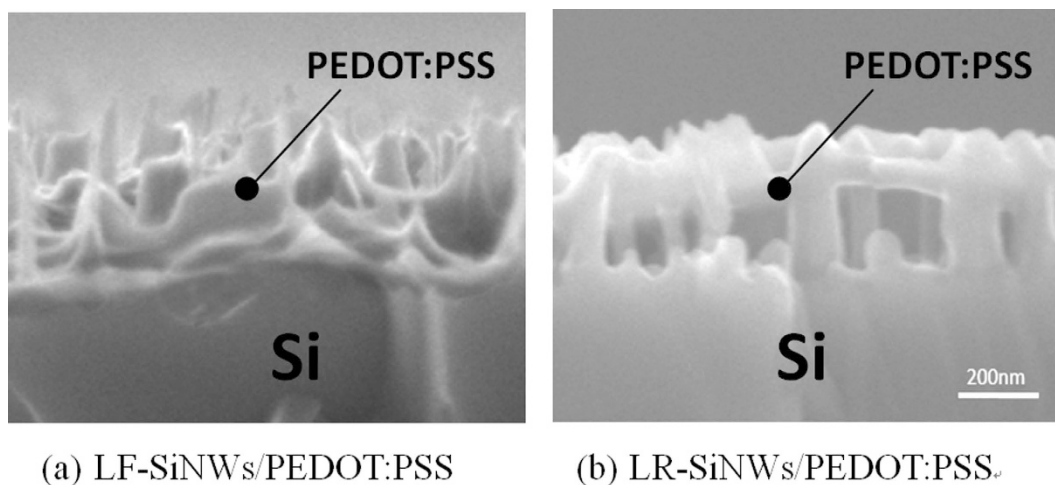 PEDOT:PSS
PEDOT:PSS
Si
Si
200nm
(a) LF-SiNWs/PEDOT:PSS
(b) LR-SiNWs/PEDOT:PSS